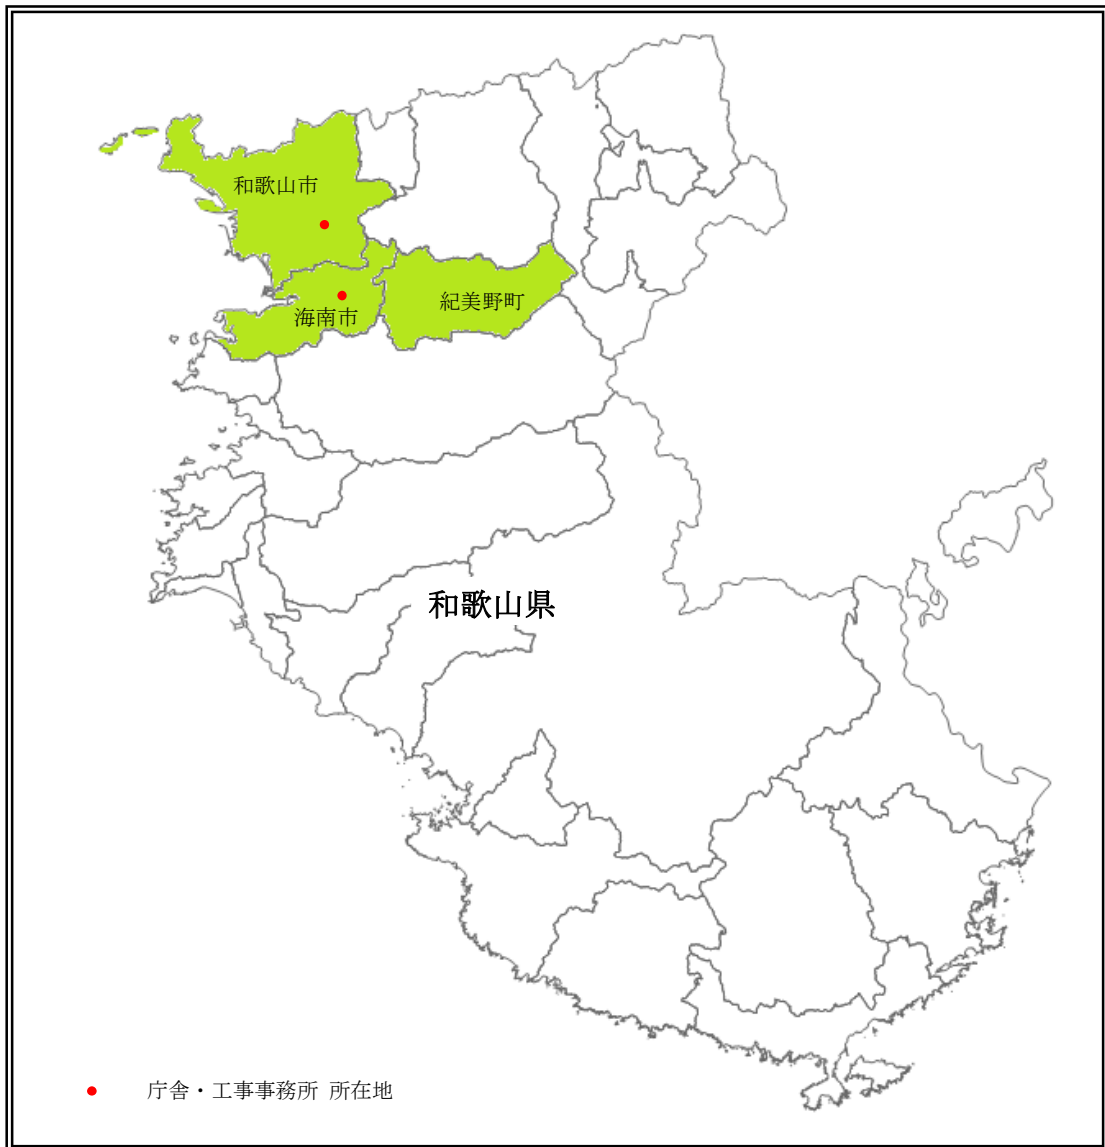 和歌山市
海南市
紀美野町
和歌山県
庁舎・工事事務所 所在地